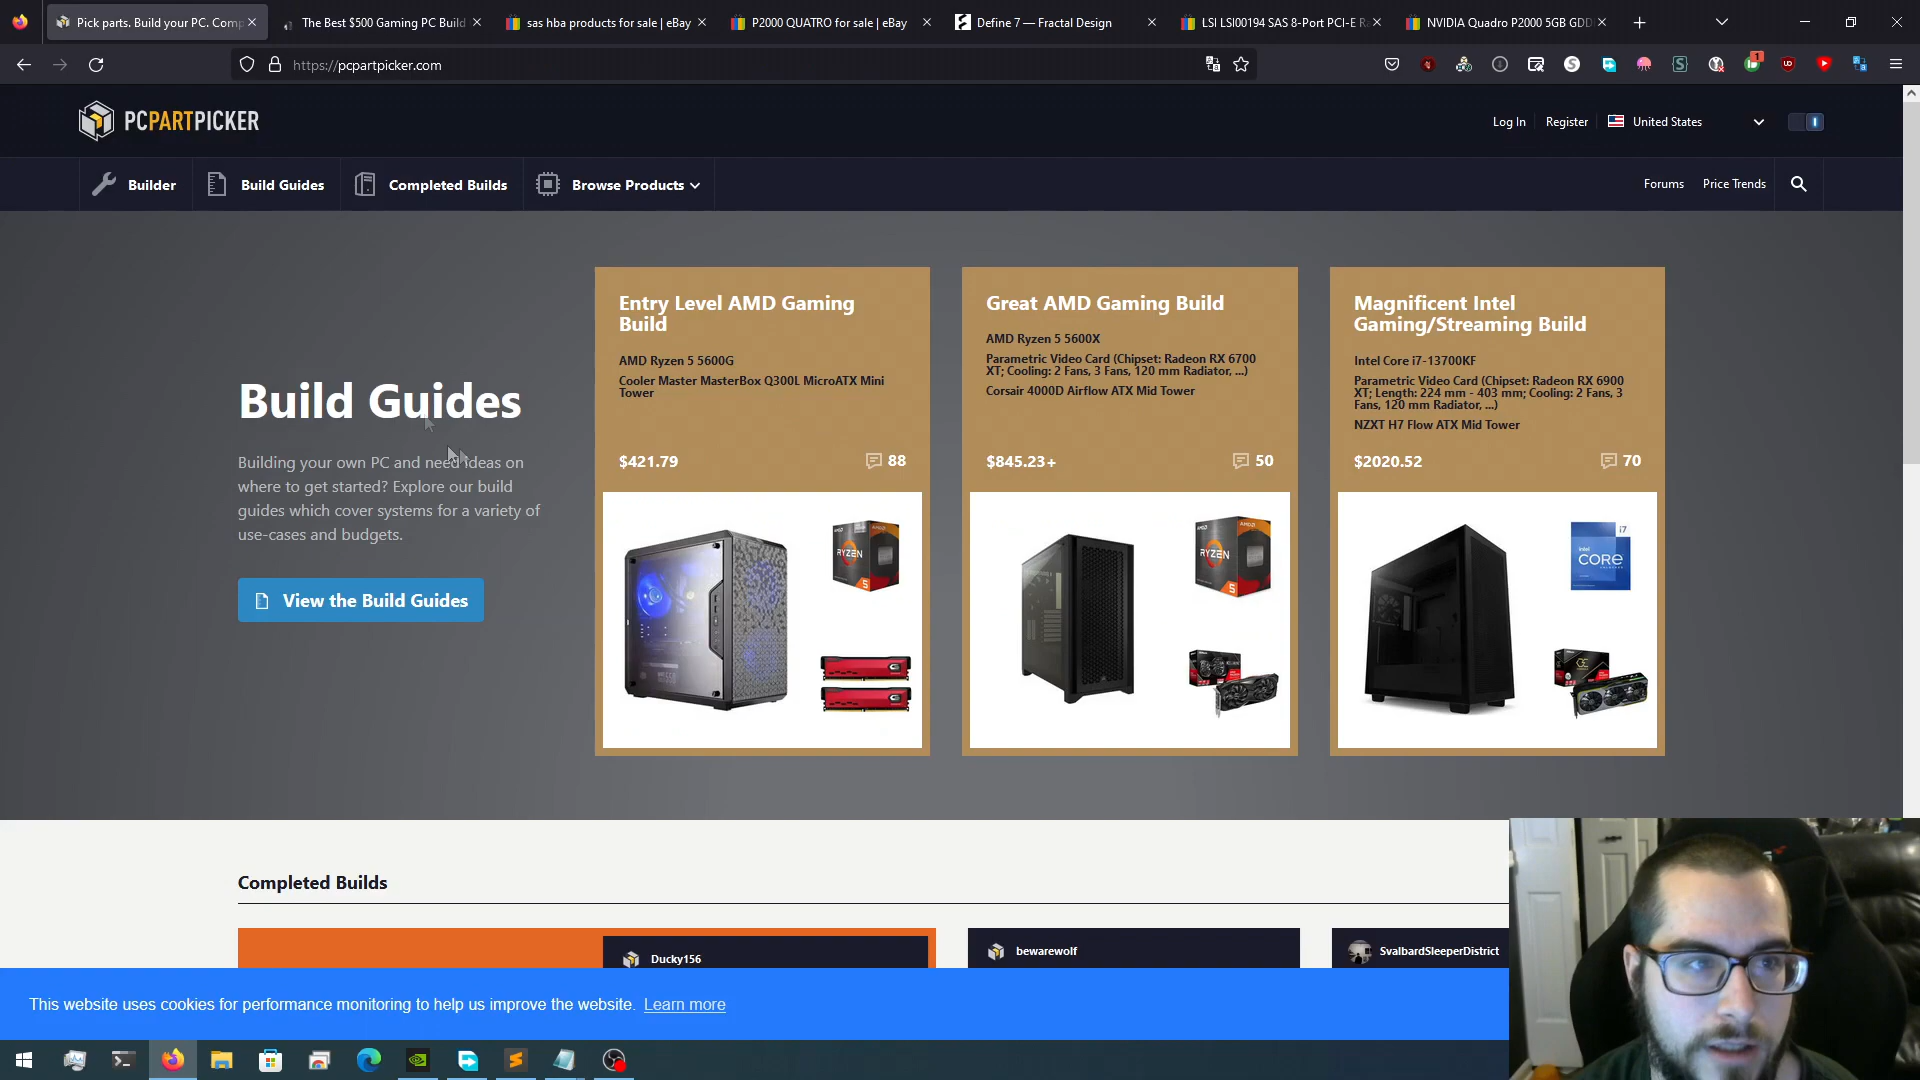 Pick parts. Build your PC. Comp
The Best $500 Gaming PC Build
sas hba products for sale | eBay
P2000 QUATRO for sale | eBay
Define 7 — Fractal Design
LSI LSI00194 SAS 8-Port PCI-E Ra
NVIDIA Quadro P2000 5GB GDD
https://pcpartpicker.com
1
PCPARTPICKER
Log In
Register
United States
Builder
Build Guides
Completed Builds
Browse Products
Forums
Price Trends
Build Guides
Building your own PC and need ideas on
where to get started? Explore our build
guides which cover systems for a variety of
use-cases and budgets.
View the Build Guides
Entry Level AMD Gaming
Build
AMD Ryzen 5 5600G
Cooler Master MasterBox Q300L MicroATX Mini
Tower
$421.79
88
RYZEN
5
Great AMD Gaming Build
AMD Ryzen 5 5600X
Parametric Video Card (Chipset: Radeon RX 6700
XT; Cooling: 2 Fans, 3 Fans, 120 mm Radiator, ...)
Corsair 4000D Airflow ATX Mid Tower
$845.23+
50
RYZEN
5
Magnificent Intel
Gaming/Streaming Build
Intel Core i7-13700KF
Parametric Video Card (Chipset: Radeon RX 6900
XT; Length: 224 mm - 403 mm; Cooling: 2 Fans, 3
Fans, 120 mm Radiator, ...)
NZXT H7 Flow ATX Mid Tower
$2020.52
70
i7
intel
CORE
Completed Builds
Ducky156
bewarewolf
SvalbardSleeperDistrict
This website uses cookies for performance monitoring to help us improve the website. Learn more